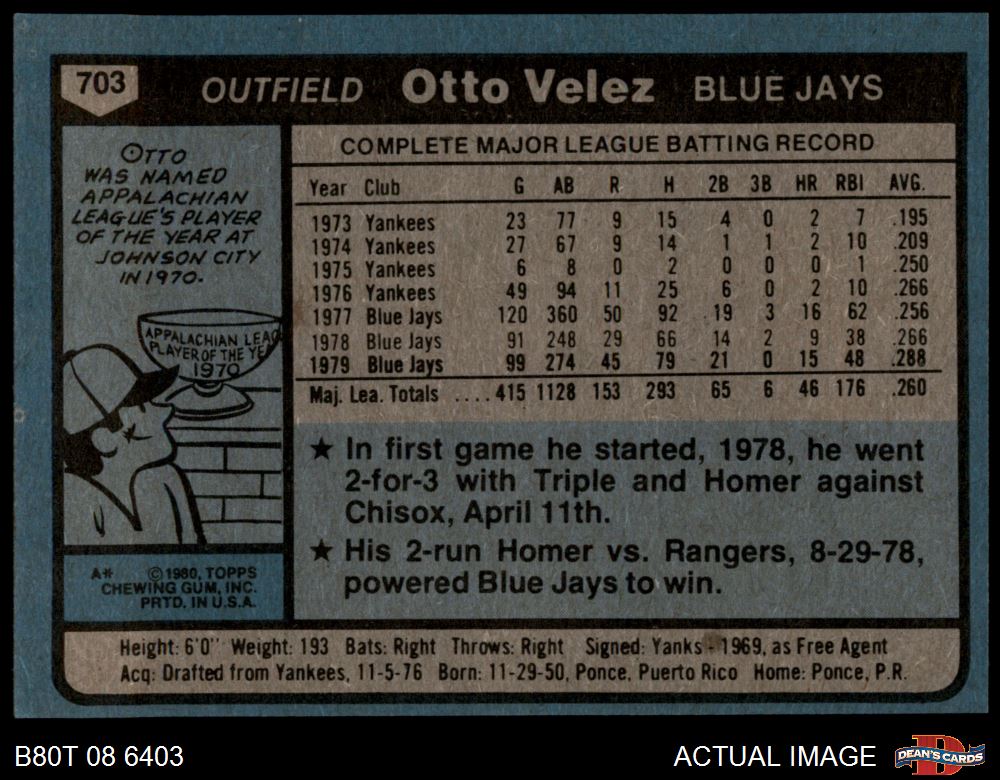 703 OUTFIELD Otto Velez BLUE JAYS
OTTO
WAS NAMED
APPALACHIAN
LEAGUE'S PLAYER
OF THE YEAR AT
JOHNSON CITY
IN 1970.
APPALACHIAN LEAG
PLAYER OF THE YEA
1970
A* ©1980, TOPPS
CHEWING GUM, INC.
PRTD. IN U.S.A.
COMPLETE MAJOR LEAGUE BATTING RECORD
Year Club G AB R H 2B 3B HR RBI AVG.
1973 Yankees 23 77 9 15 4 0 2 7 .195
1974 Yankees 27 67 9 14 1 1 2 10 .209
1975 Yankees 6 8 0 2 0 0 0 1 .250
1976 Yankees 49 94 11 25 6 0 2 10 .266
1977 Blue Jays 120 360 50 92 19 3 16 62 .256
1978 Blue Jays 91 248 29 66 14 2 9 38 .266
1979 Blue Jays 99 274 45 79 21 0 15 48 .288
Maj. Lea. Totals ....415 1128 153 293 65 6 46 176 .260
★ In first game he started, 1978, he went
2-for-3 with Triple and Homer against
Chisox, April 11th.
★ His 2-run Homer vs. Rangers, 8-29-78,
powered Blue Jays to win.
Height: 6'0" Weight: 193 Bats: Right Throws: Right Signed: Yanks - 1969, as Free Agent
Acq: Drafted from Yankees, 11-5-76 Born: 11-29-50, Ponce, Puerto Rico Home: Ponce, P.R.
B80T 08 6403 ACTUAL IMAGE DEAN'S CARDS